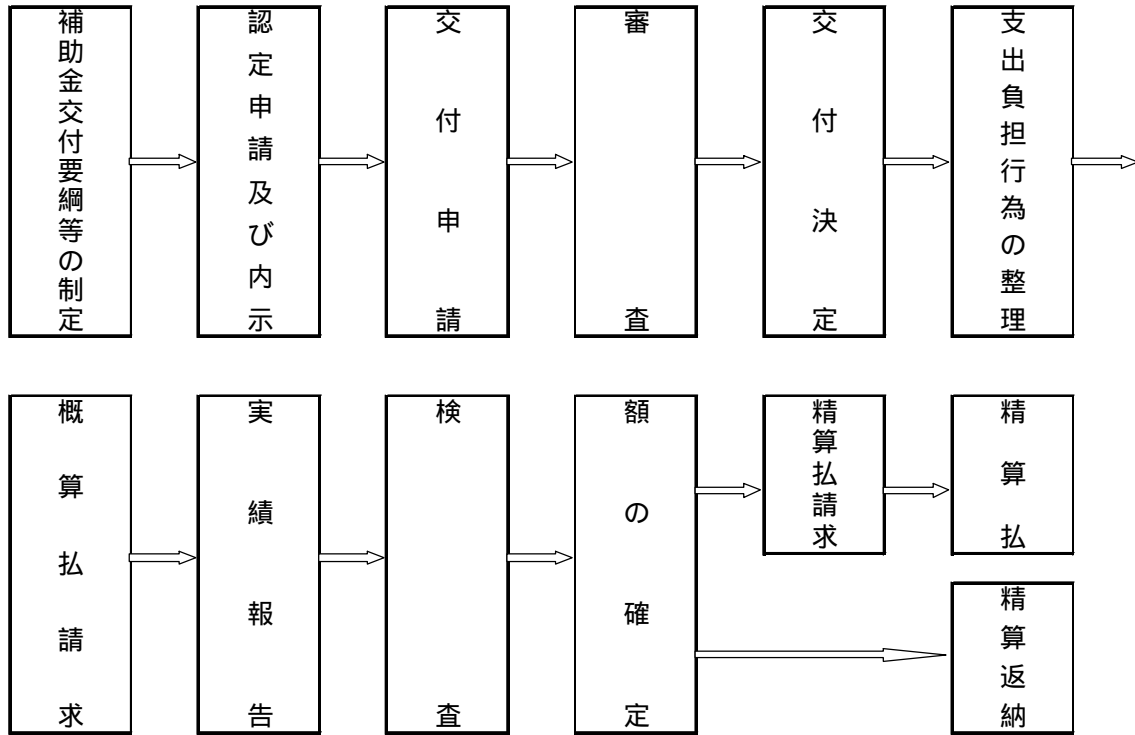 補助金交付要綱等の制定
認定申請及び内示
交付申請
審査
交付決定
支出負担行為の整理
概算払請求
実績報告
検査
額の確定
精算払請求
精算払
精算返納